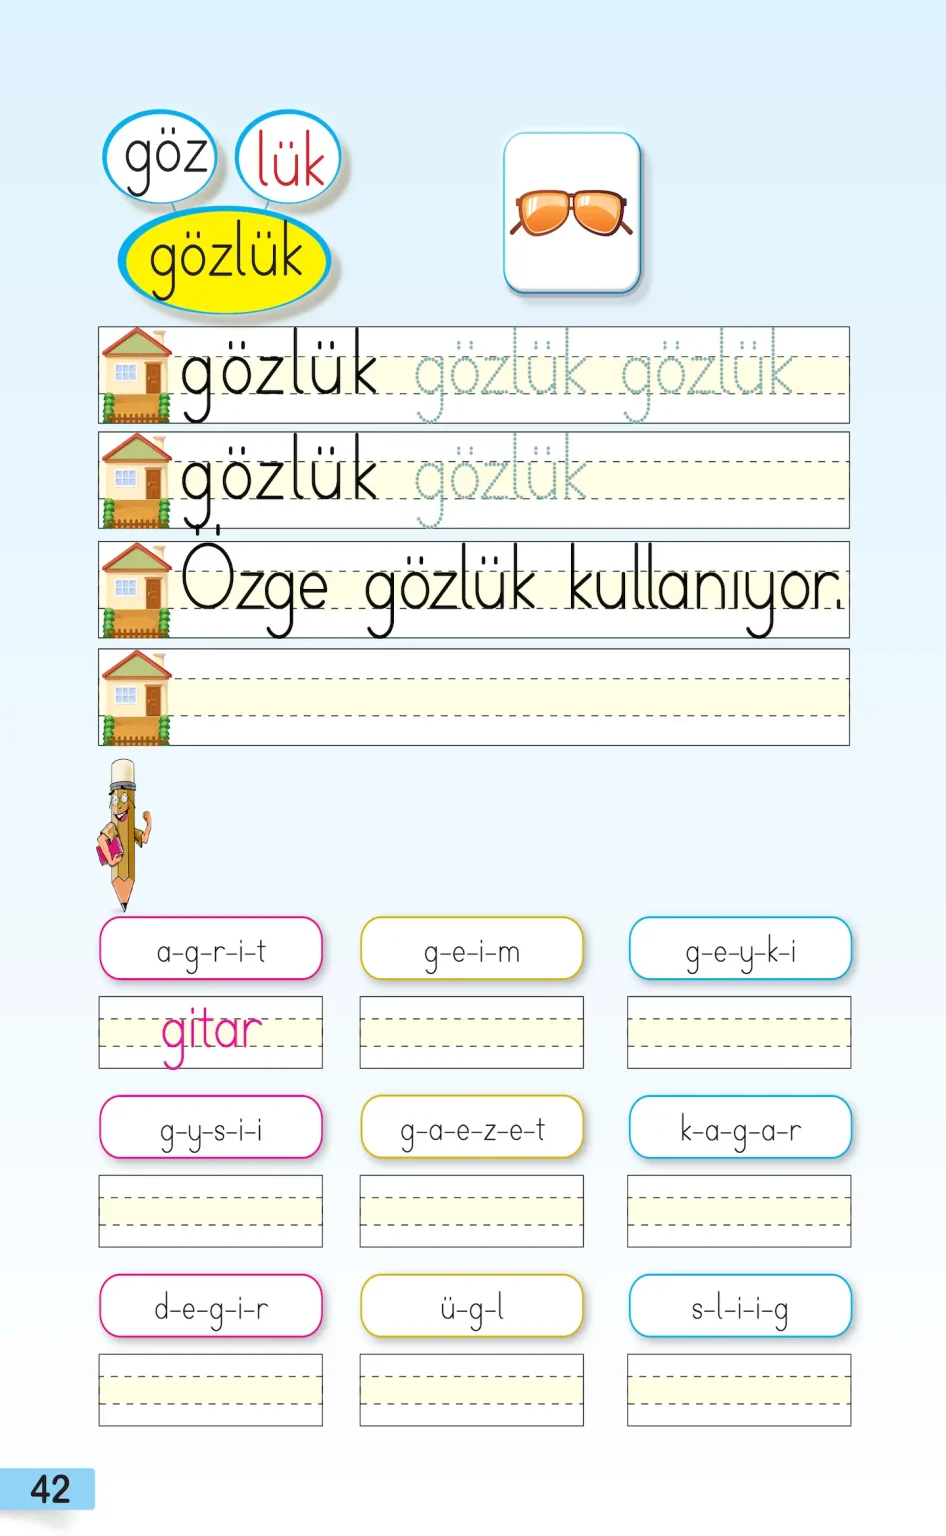 göz lük
gözlük
gözlük gözlük gözlük
gözlük gözlük
Özge gözlük kullanıyor.
a-g-r-i-t g-e-i-m g-e-y-k-i
gitar
g-y-s-i-i g-a-e-z-e-t k-a-g-a-r
d-e-g-i-r ü-g-l s-l-i-i-g
42